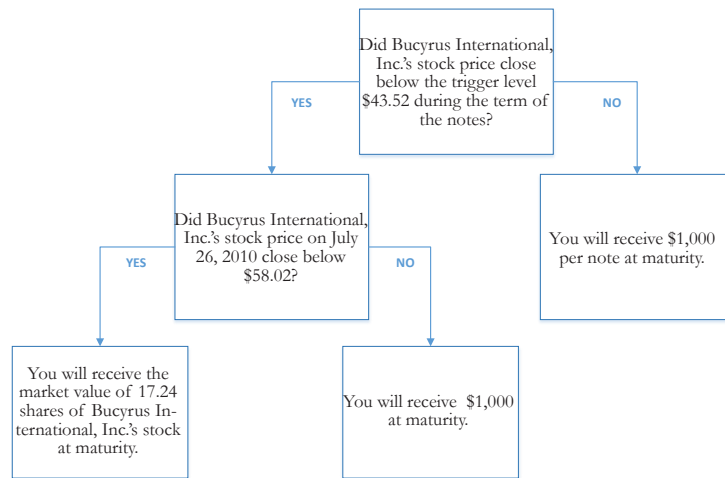 Did Bucyrus International,
Inc.'s stock price close
below the trigger level
$43.52 during the term of
the notes?
YES
NO
Did Bucyrus International,
Inc.'s stock price on July
26, 2010 close below
$58.02?
You will receive $1,000
per note at maturity.
YES
NO
You will receive the
market value of 17.24
shares of Bucyrus In-
ternational, Inc.'s stock
at maturity.
You will receive $1,000
at maturity.